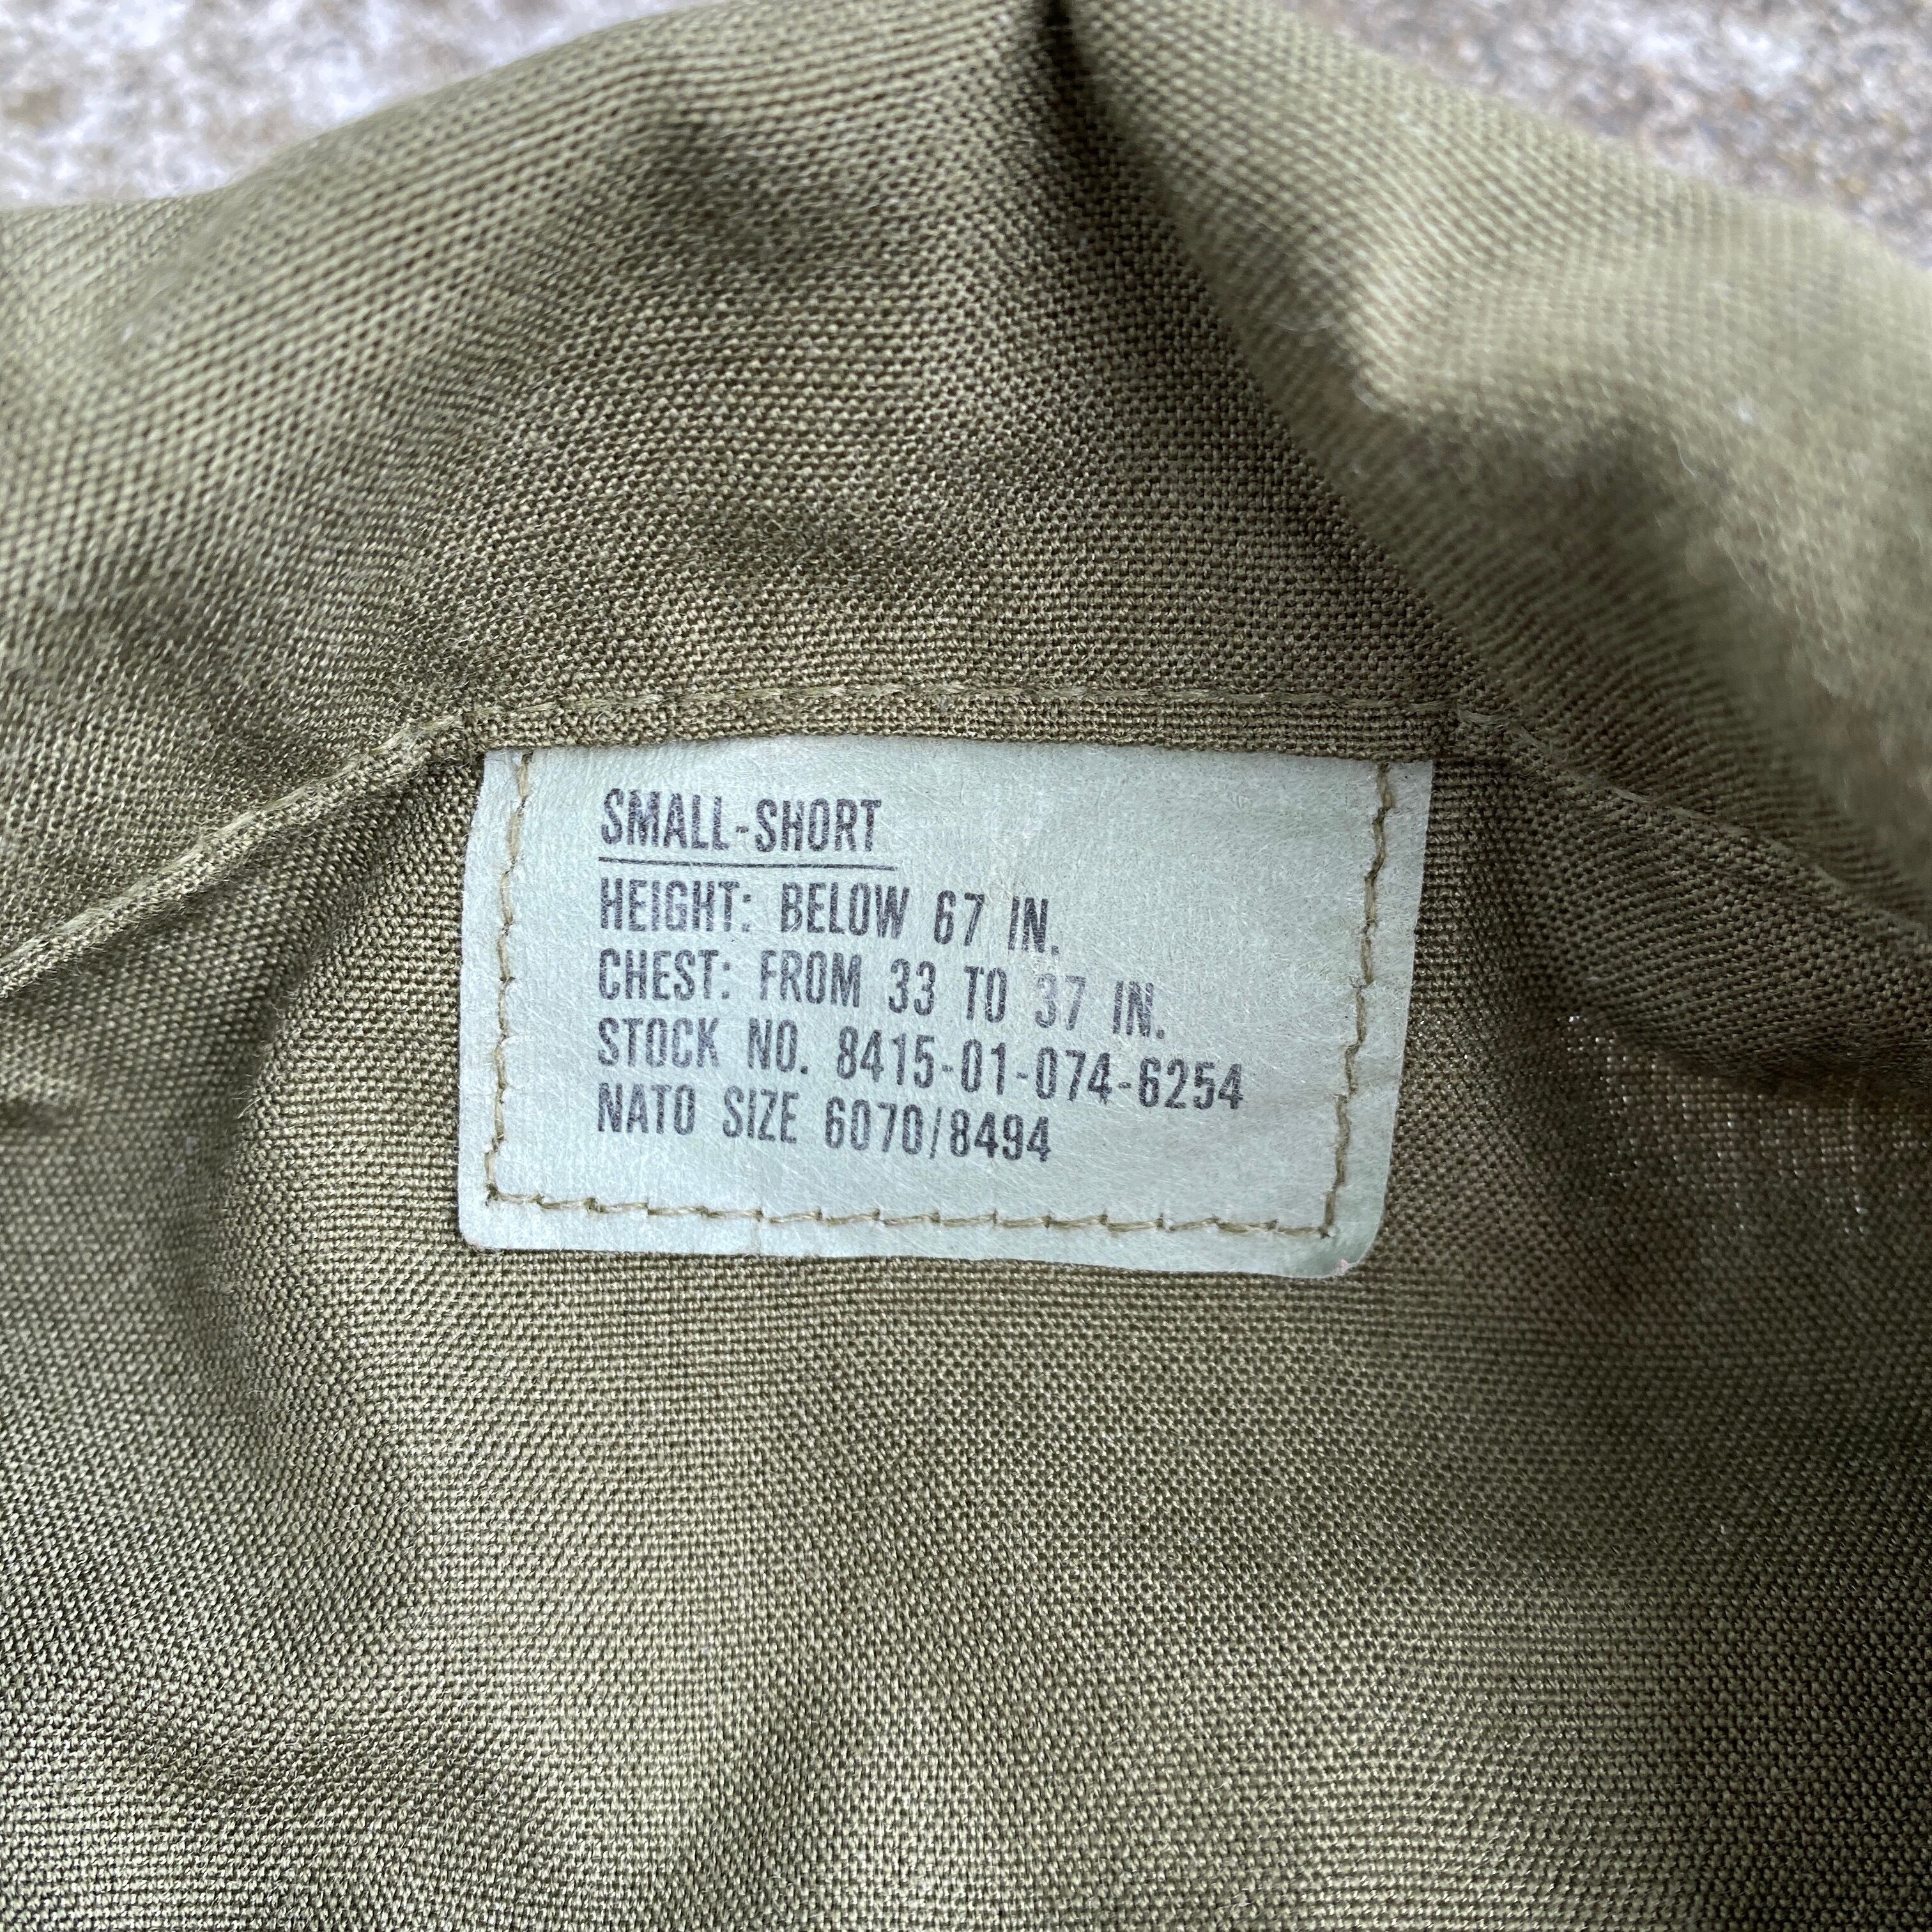 SMALL-SHORT
HEIGHT: BELOW 67 IN.
CHEST: FROM 33 TO 37 IN.
STOCK NO. 8415-01-074-6254
NATO SIZE 6070/8494